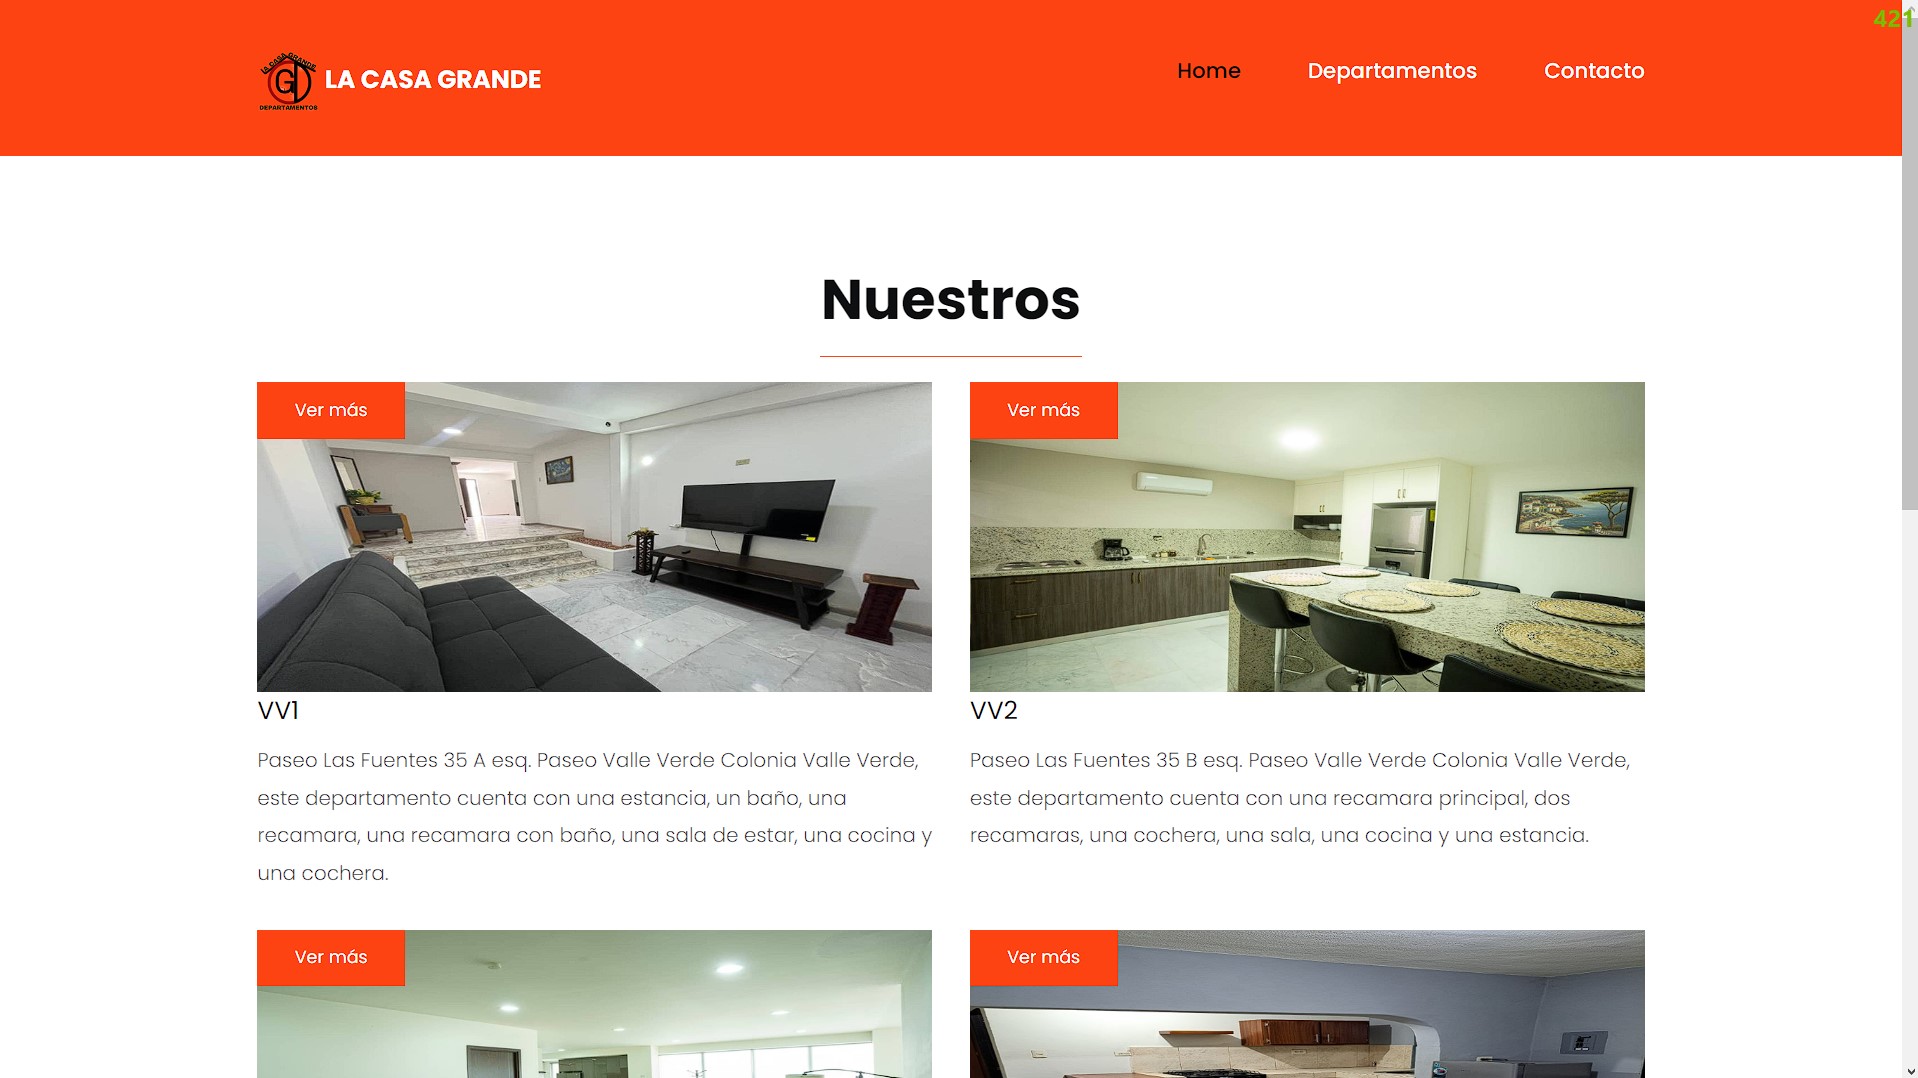 421
LA CASA GRANDE
DEPARTAMENTOS
LA CASA GRANDE
Home
Departamentos
Contacto
Nuestros
Ver más
Ver más
VV1
Paseo Las Fuentes 35 A esq. Paseo Valle Verde Colonia Valle Verde,
este departamento cuenta con una estancia, un baño, una
recamara, una recamara con baño, una sala de estar, una cocina y
una cochera.
VV2
Paseo Las Fuentes 35 B esq. Paseo Valle Verde Colonia Valle Verde,
este departamento cuenta con una recamara principal, dos
recamaras, una cochera, una sala, una cocina y una estancia.
Ver más
Ver más